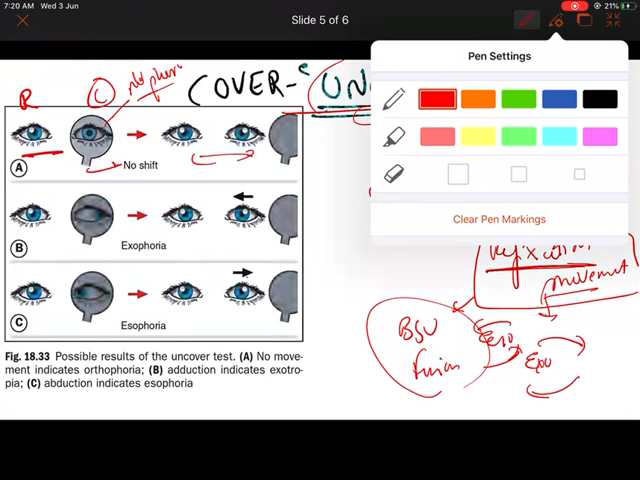 7:20 AM Wed 3 Jun
21%
Slide 5 of 6
Pen Settings
Clear Pen Markings
COVER- UN
R
C
A
No shift
B
Exophoria
C
Esophoria
movement
BSV
fusion
Eso
Exo
Fig. 18.33 Possible results of the uncover test. (A) No move-
ment indicates orthophoria; (B) adduction indicates exotro-
pia; (C) abduction indicates esophoria